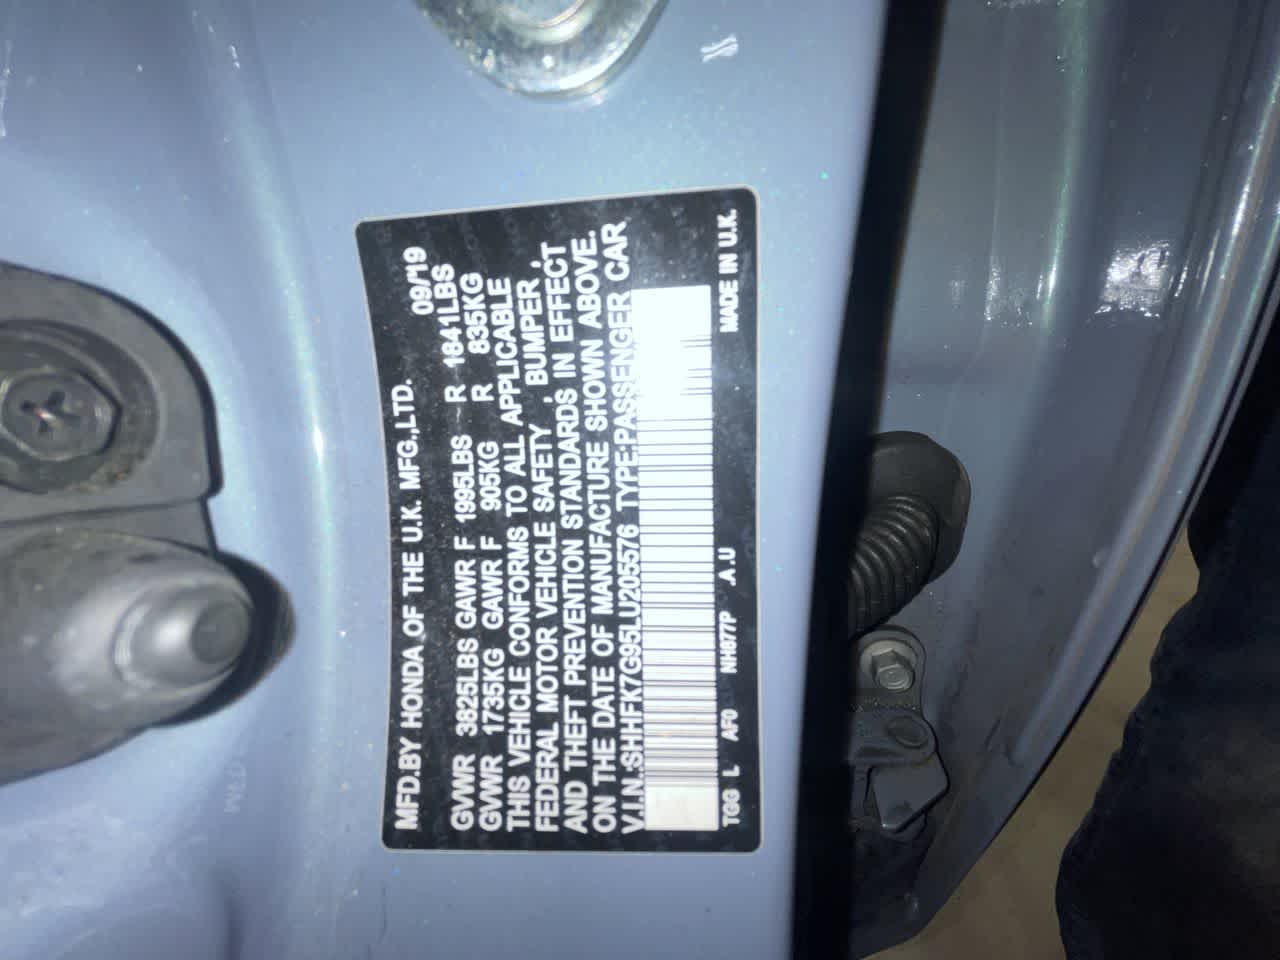 MFD.BY HONDA OF THE U.K. MFG.,LTD. 09/'19
GVWR 3825LBS GAWR F 1995LBS R 1841LBS
GVWR 1735KG GAWR F 905KG R 835KG
THIS VEHICLE CONFORMS TO ALL APPLICABLE
FEDERAL MOTOR VEHICLE SAFETY , BUMPER ,
AND THEFT PREVENTION STANDARDS IN EFFECT
ON THE DATE OF MANUFACTURE SHOWN ABOVE.
V.I.N.:SHHFK7G95LU205576 TYPE:PASSENGER CAR
TGG L AF0 NH877P .A.U MADE IN U.K.